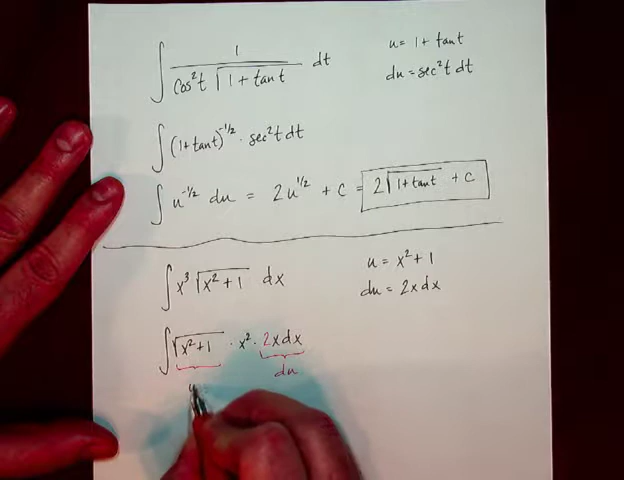 ∫ 1/(cos²t √(1 + tan t)) dt
u = 1 + tan t
du = sec²t dt
∫ (1+tan t)^(-1/2) · sec²t dt
∫ u^(-1/2) du = 2u^(1/2) + c = 2√(1+tan t) + c
∫ x³ √(x² + 1) dx
u = x² + 1
du = 2x dx
∫ √(x² + 1) · x² · 2x dx
du